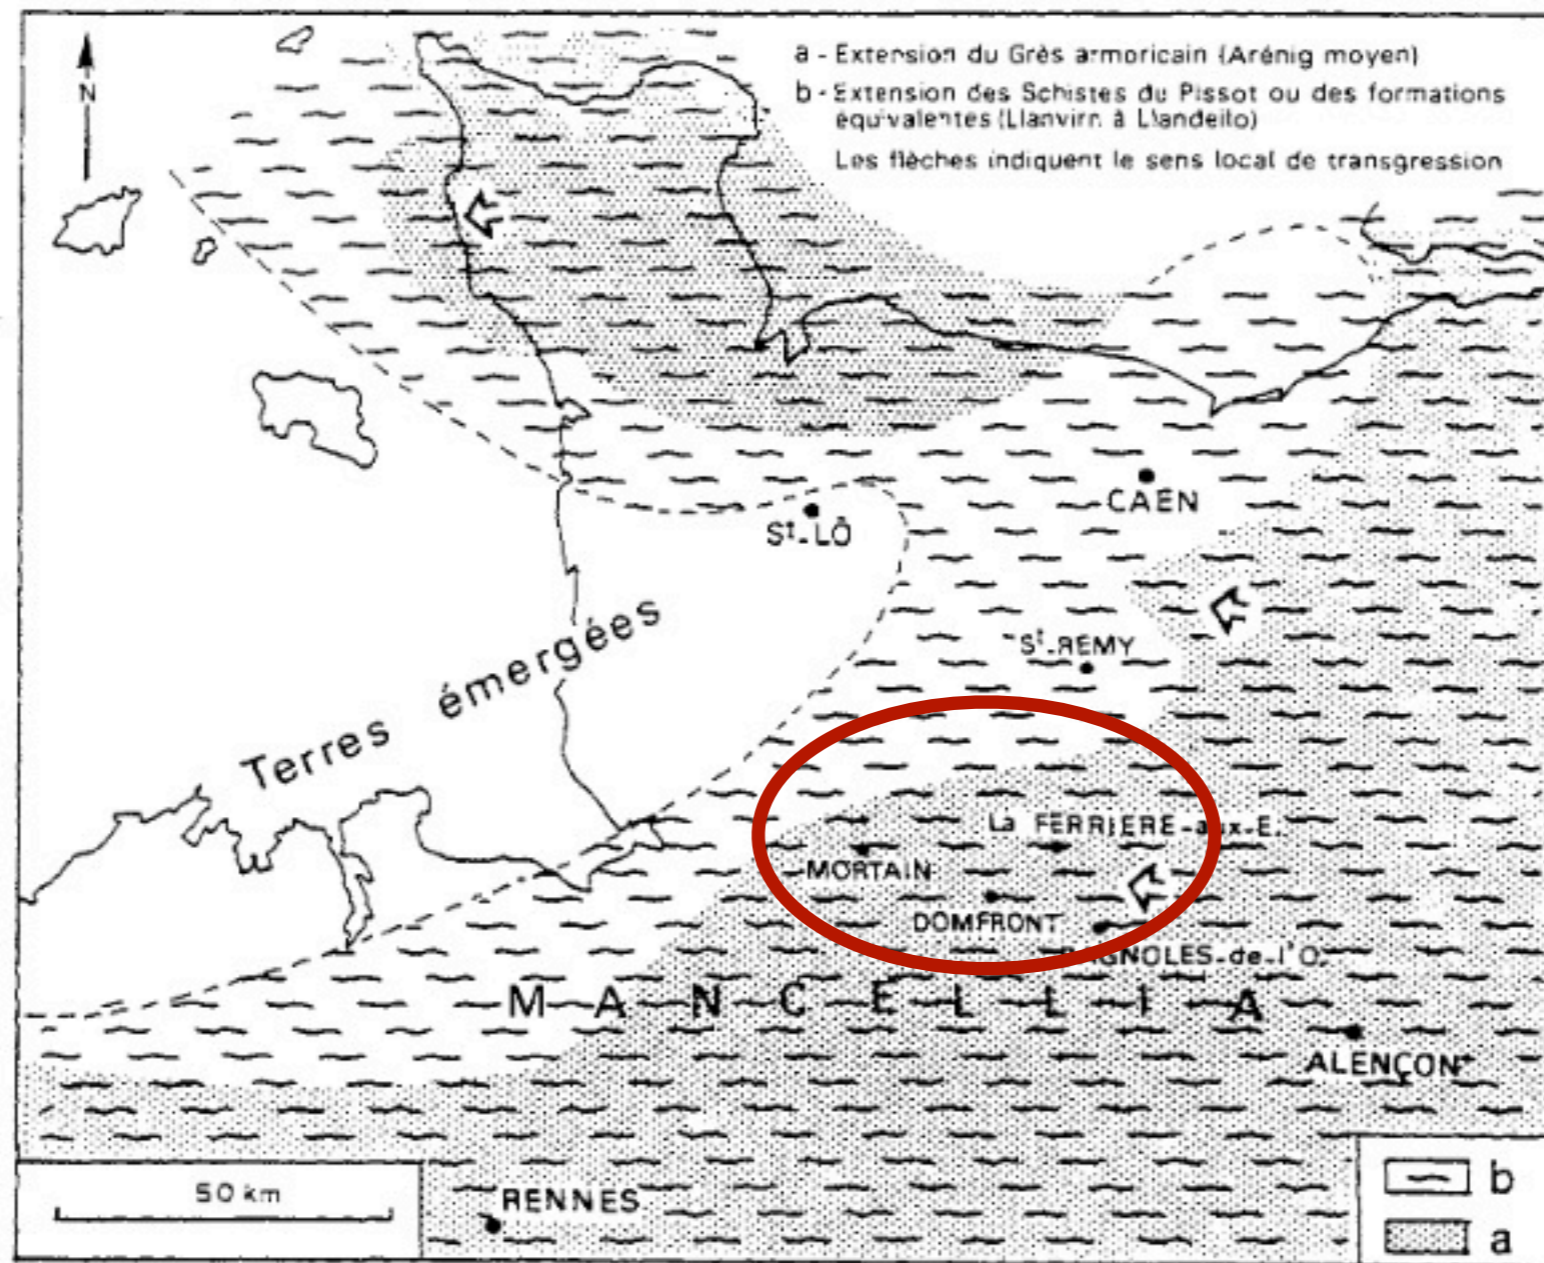 N
a - Extension du Grès armoricain (Arénig moyen)
b - Extension des Schistes du Pissot ou des formations
équivalentes (Llanvirn à Llandeilo)
Les flèches indiquent le sens local de transgression
CAEN
St-LÔ
Terres émergées
St-REMY
La FERRIERE-aux-E.
MORTAIN
DOMFRONT
BAGNOLES-de-l'O.
MANCELLIA
ALENÇON
50 km
RENNES
b
a